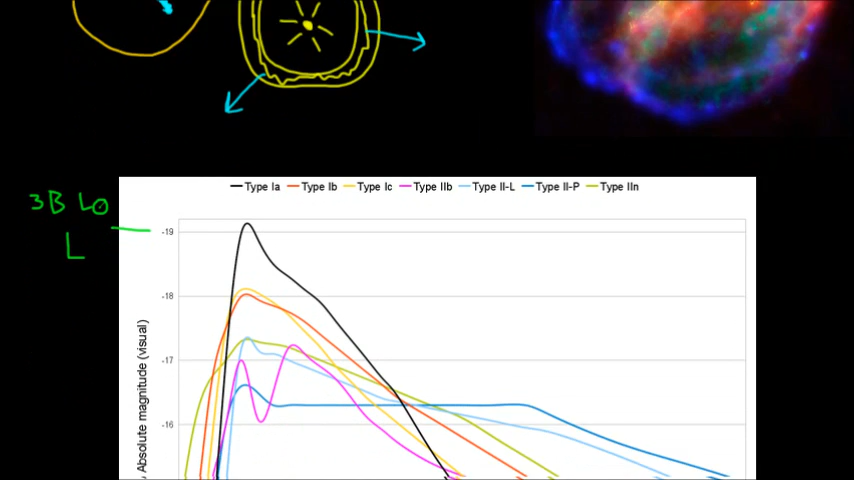 Type Ia Type Ib Type Ic Type IIb Type II-L Type II-P Type IIn
3B LO
L
-19
-18
-17
-16
Absolute magnitude (visual)